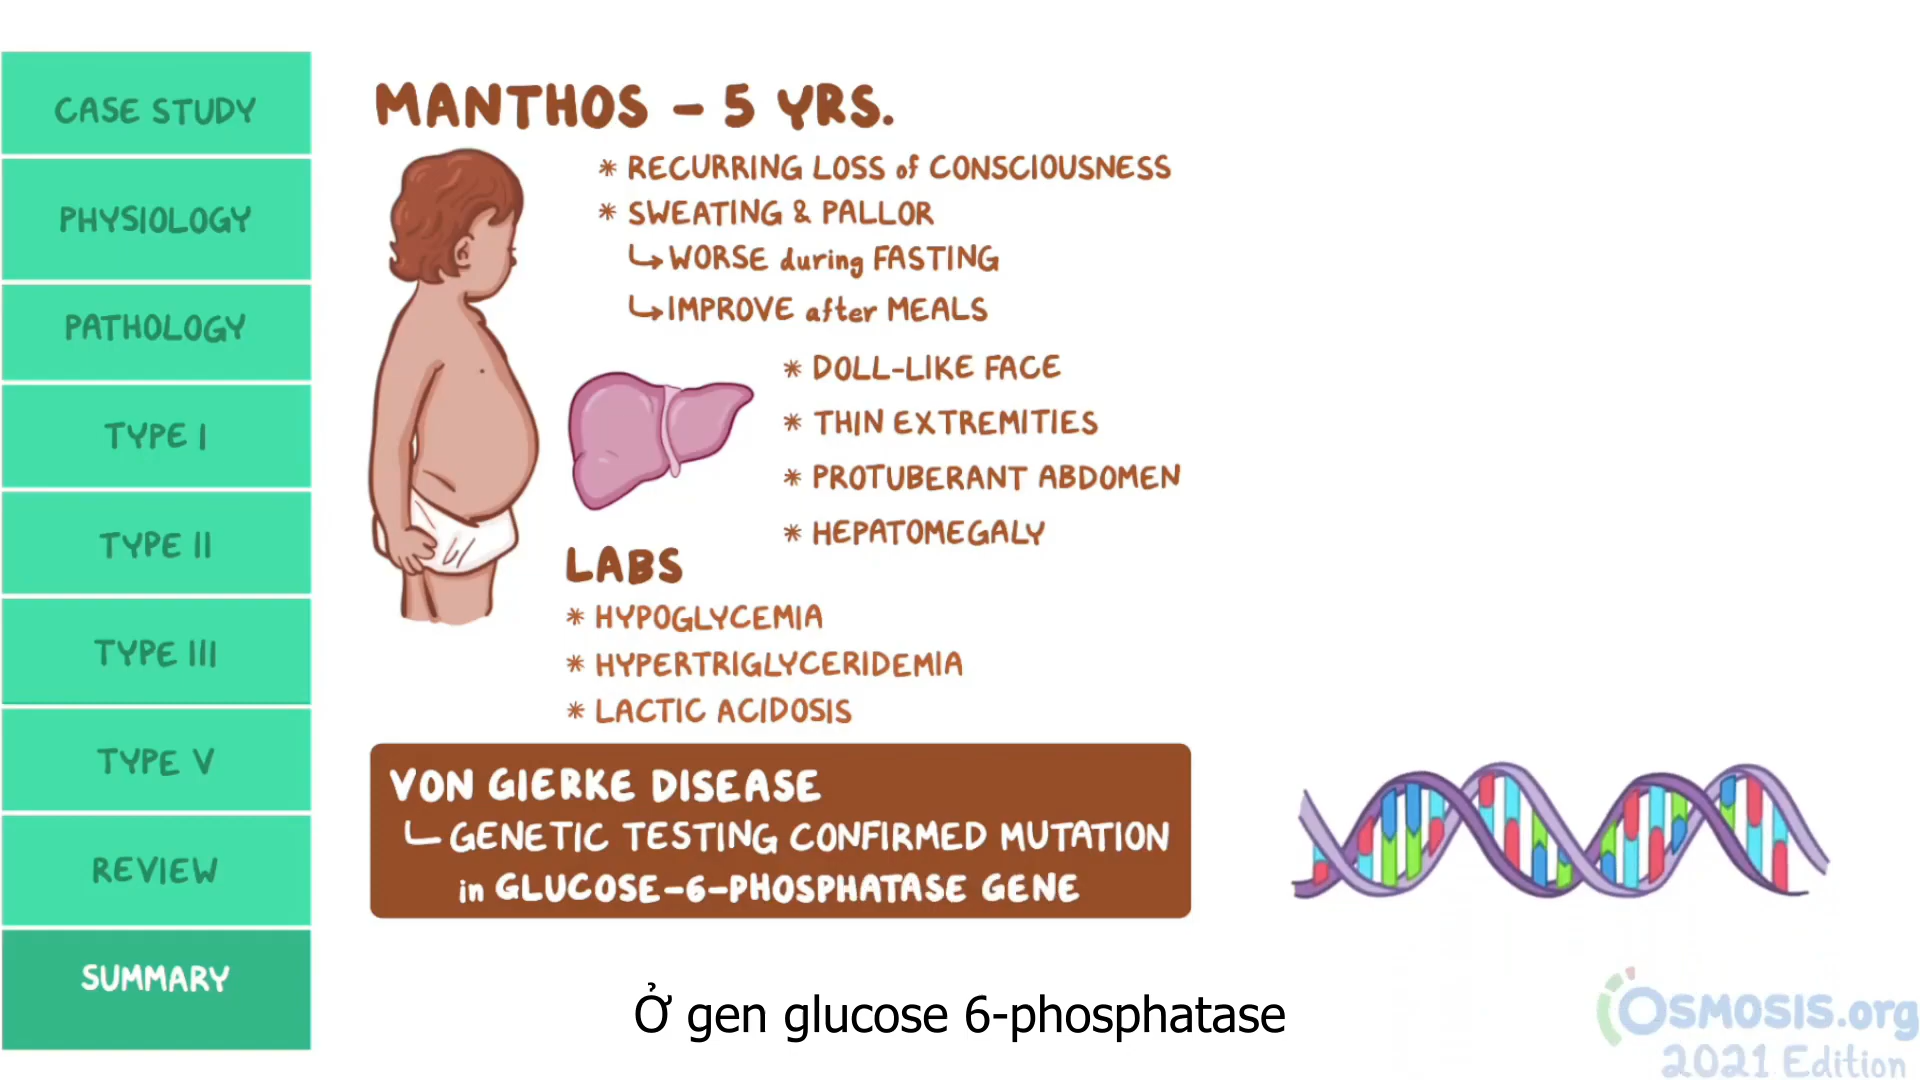 CASE STUDY
PHYSIOLOGY
PATHOLOGY
TYPE I
TYPE II
TYPE III
TYPE V
REVIEW
SUMMARY
MANTHOS - 5 YRS.
* RECURRING LOSS of CONSCIOUSNESS
* SWEATING & PALLOR
↳ WORSE during FASTING
↳ IMPROVE after MEALS
* DOLL-LIKE FACE
* THIN EXTREMITIES
* PROTUBERANT ABDOMEN
* HEPATOMEGALY
LABS
* HYPOGLYCEMIA
* HYPERTRIGLYCERIDEMIA
* LACTIC ACIDOSIS
VON GIERKE DISEASE
GENETIC TESTING CONFIRMED MUTATION
in GLUCOSE-6-PHOSPHATASE GENE
Ở gen glucose 6-phosphatase
OSMOSIS.org
2021 Edition